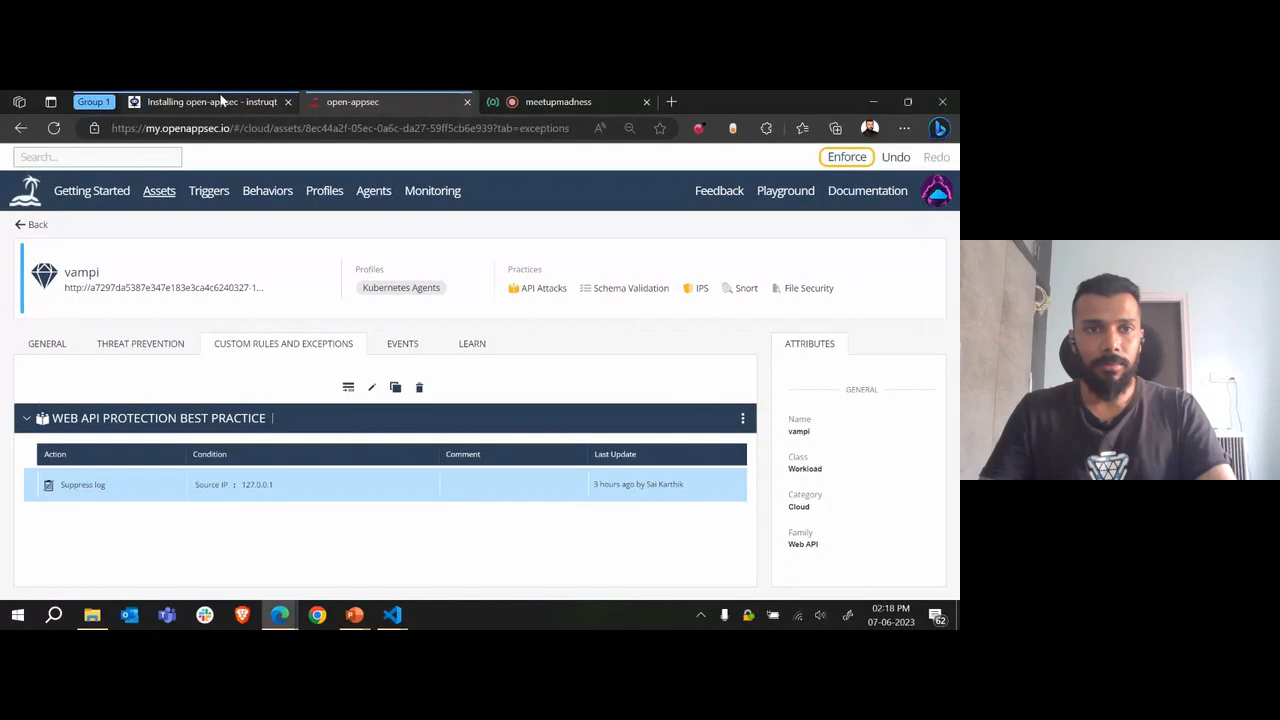 Group 1
Installing open-appsec - instruqt
open-appsec
meetupmadness
https://my.openappsec.io/#/cloud/assets/8ec44a2f-05ec-0a6c-da27-59ff5cb6e939?tab=exceptions
Search...
Enforce
Undo
Redo
Getting Started
Assets
Triggers
Behaviors
Profiles
Agents
Monitoring
Feedback
Playground
Documentation
Back
vampi
http://a7297da5387e347e183e3ca4c6240327-1...
Profiles
Kubernetes Agents
Practices
API Attacks
Schema Validation
IPS
Snort
File Security
GENERAL
THREAT PREVENTION
CUSTOM RULES AND EXCEPTIONS
EVENTS
LEARN
WEB API PROTECTION BEST PRACTICE |
Action
Condition
Comment
Last Update
Suppress log
Source IP : 127.0.0.1
3 hours ago by Sai Karthik
ATTRIBUTES
GENERAL
Name
vampi
Class
Workload
Category
Cloud
Family
Web API
02:18 PM
07-06-2023
62